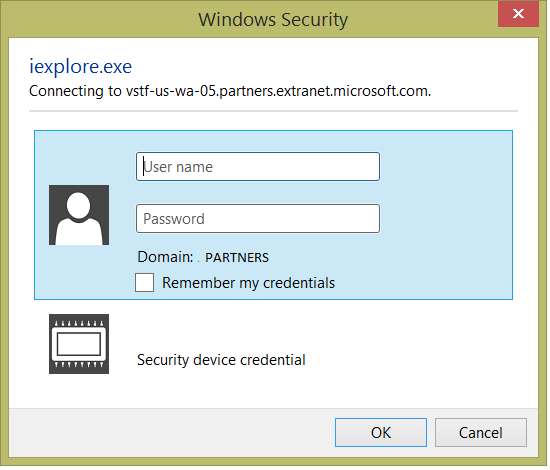 Windows Security
iexplore.exe
Connecting to vstf-us-wa-05.partners.extranet.microsoft.com.
User name
Password
Domain: PARTNERS
Remember my credentials
Security device credential
OK
Cancel